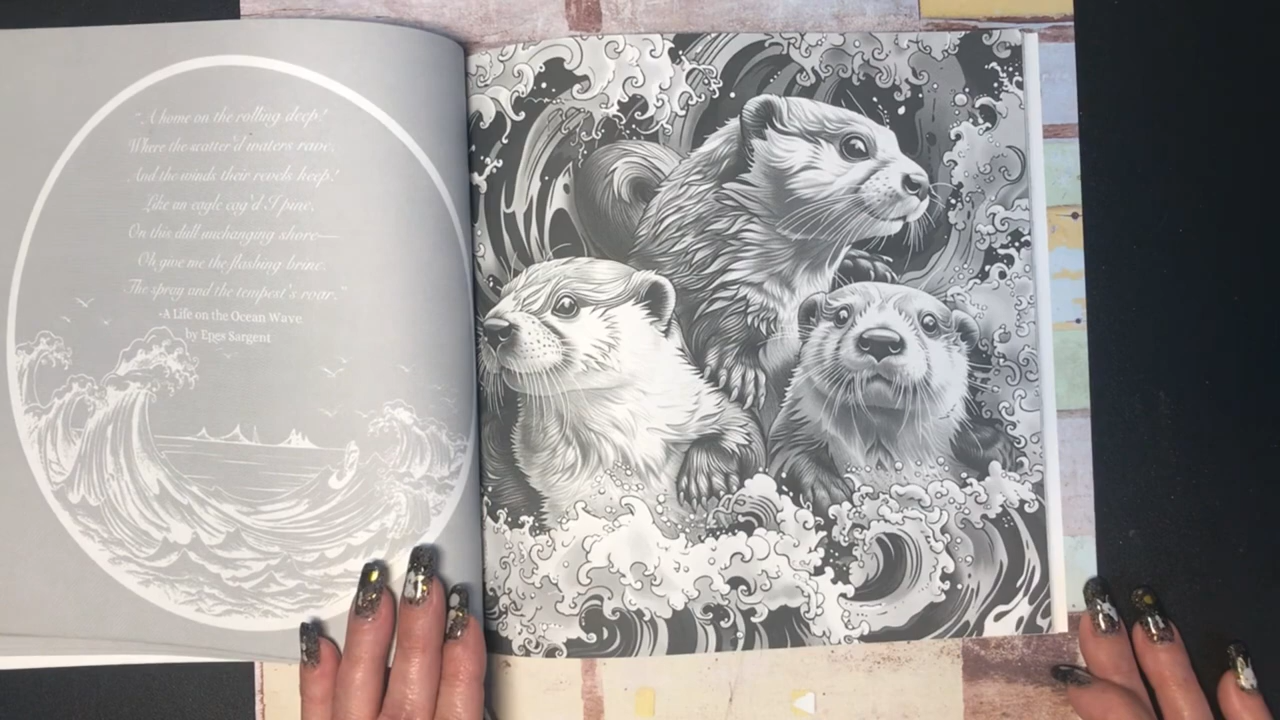 "A home on the rolling deep!
Where the scatter'd waters rave,
And the winds their revels keep!
Like an eagle cag'd I pine,
On this dull unchanging shore—
Oh give me the flashing brine,
The spray and the tempest's roar."
-A Life on the Ocean Wave
by Epes Sargent